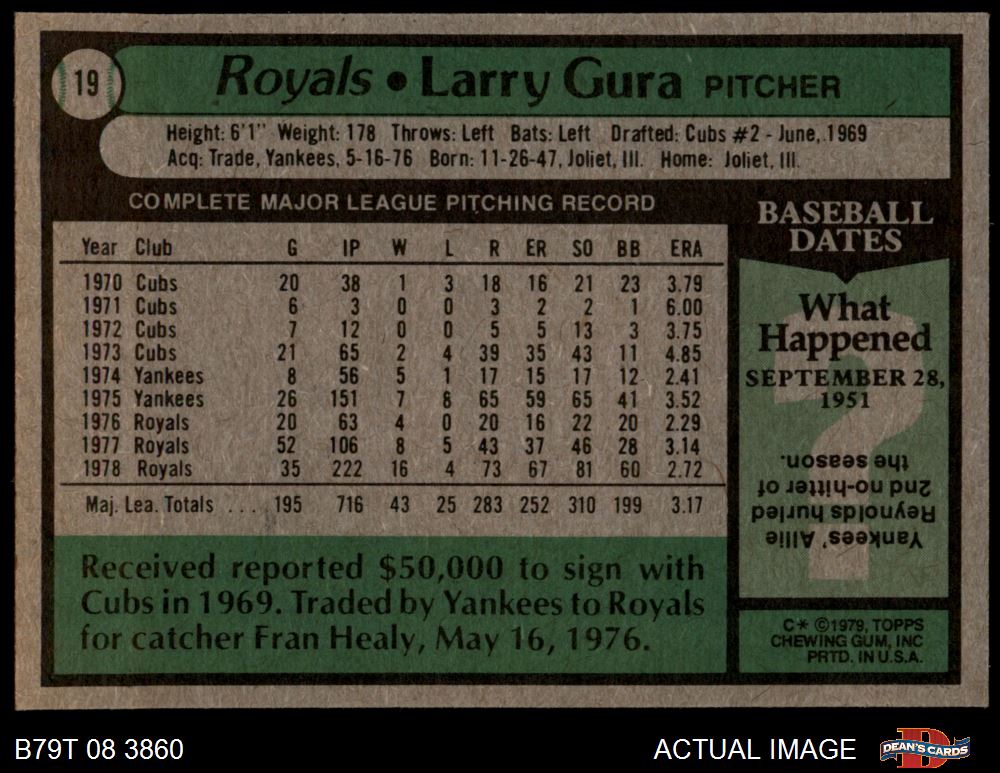 19
Royals • Larry Gura PITCHER
Height: 6'1" Weight: 178 Throws: Left Bats: Left Drafted: Cubs #2 - June, 1969
Acq: Trade, Yankees, 5-16-76 Born: 11-26-47, Joliet, Ill. Home: Joliet, Ill.
COMPLETE MAJOR LEAGUE PITCHING RECORD
Year Club G IP W L R ER SO BB ERA
1970 Cubs 20 38 1 3 18 16 21 23 3.79
1971 Cubs 6 3 0 0 3 2 2 1 6.00
1972 Cubs 7 12 0 0 5 5 13 3 3.75
1973 Cubs 21 65 2 4 39 35 43 11 4.85
1974 Yankees 8 56 5 1 17 15 17 12 2.41
1975 Yankees 26 151 7 8 65 59 65 41 3.52
1976 Royals 20 63 4 0 20 16 22 20 2.29
1977 Royals 52 106 8 5 43 37 46 28 3.14
1978 Royals 35 222 16 4 73 67 81 60 2.72
Maj. Lea. Totals ... 195 716 43 25 283 252 310 199 3.17
Received reported $50,000 to sign with
Cubs in 1969. Traded by Yankees to Royals
for catcher Fran Healy, May 16, 1976.
BASEBALL
DATES
What
Happened
SEPTEMBER 28,
1951
Yankees' Allie
Reynolds hurled
2nd no-hitter of
the season.
C* ©1979, TOPPS
CHEWING GUM, INC
PRTD. IN U.S.A.
B79T 08 3860
ACTUAL IMAGE
DEAN'S CARDS